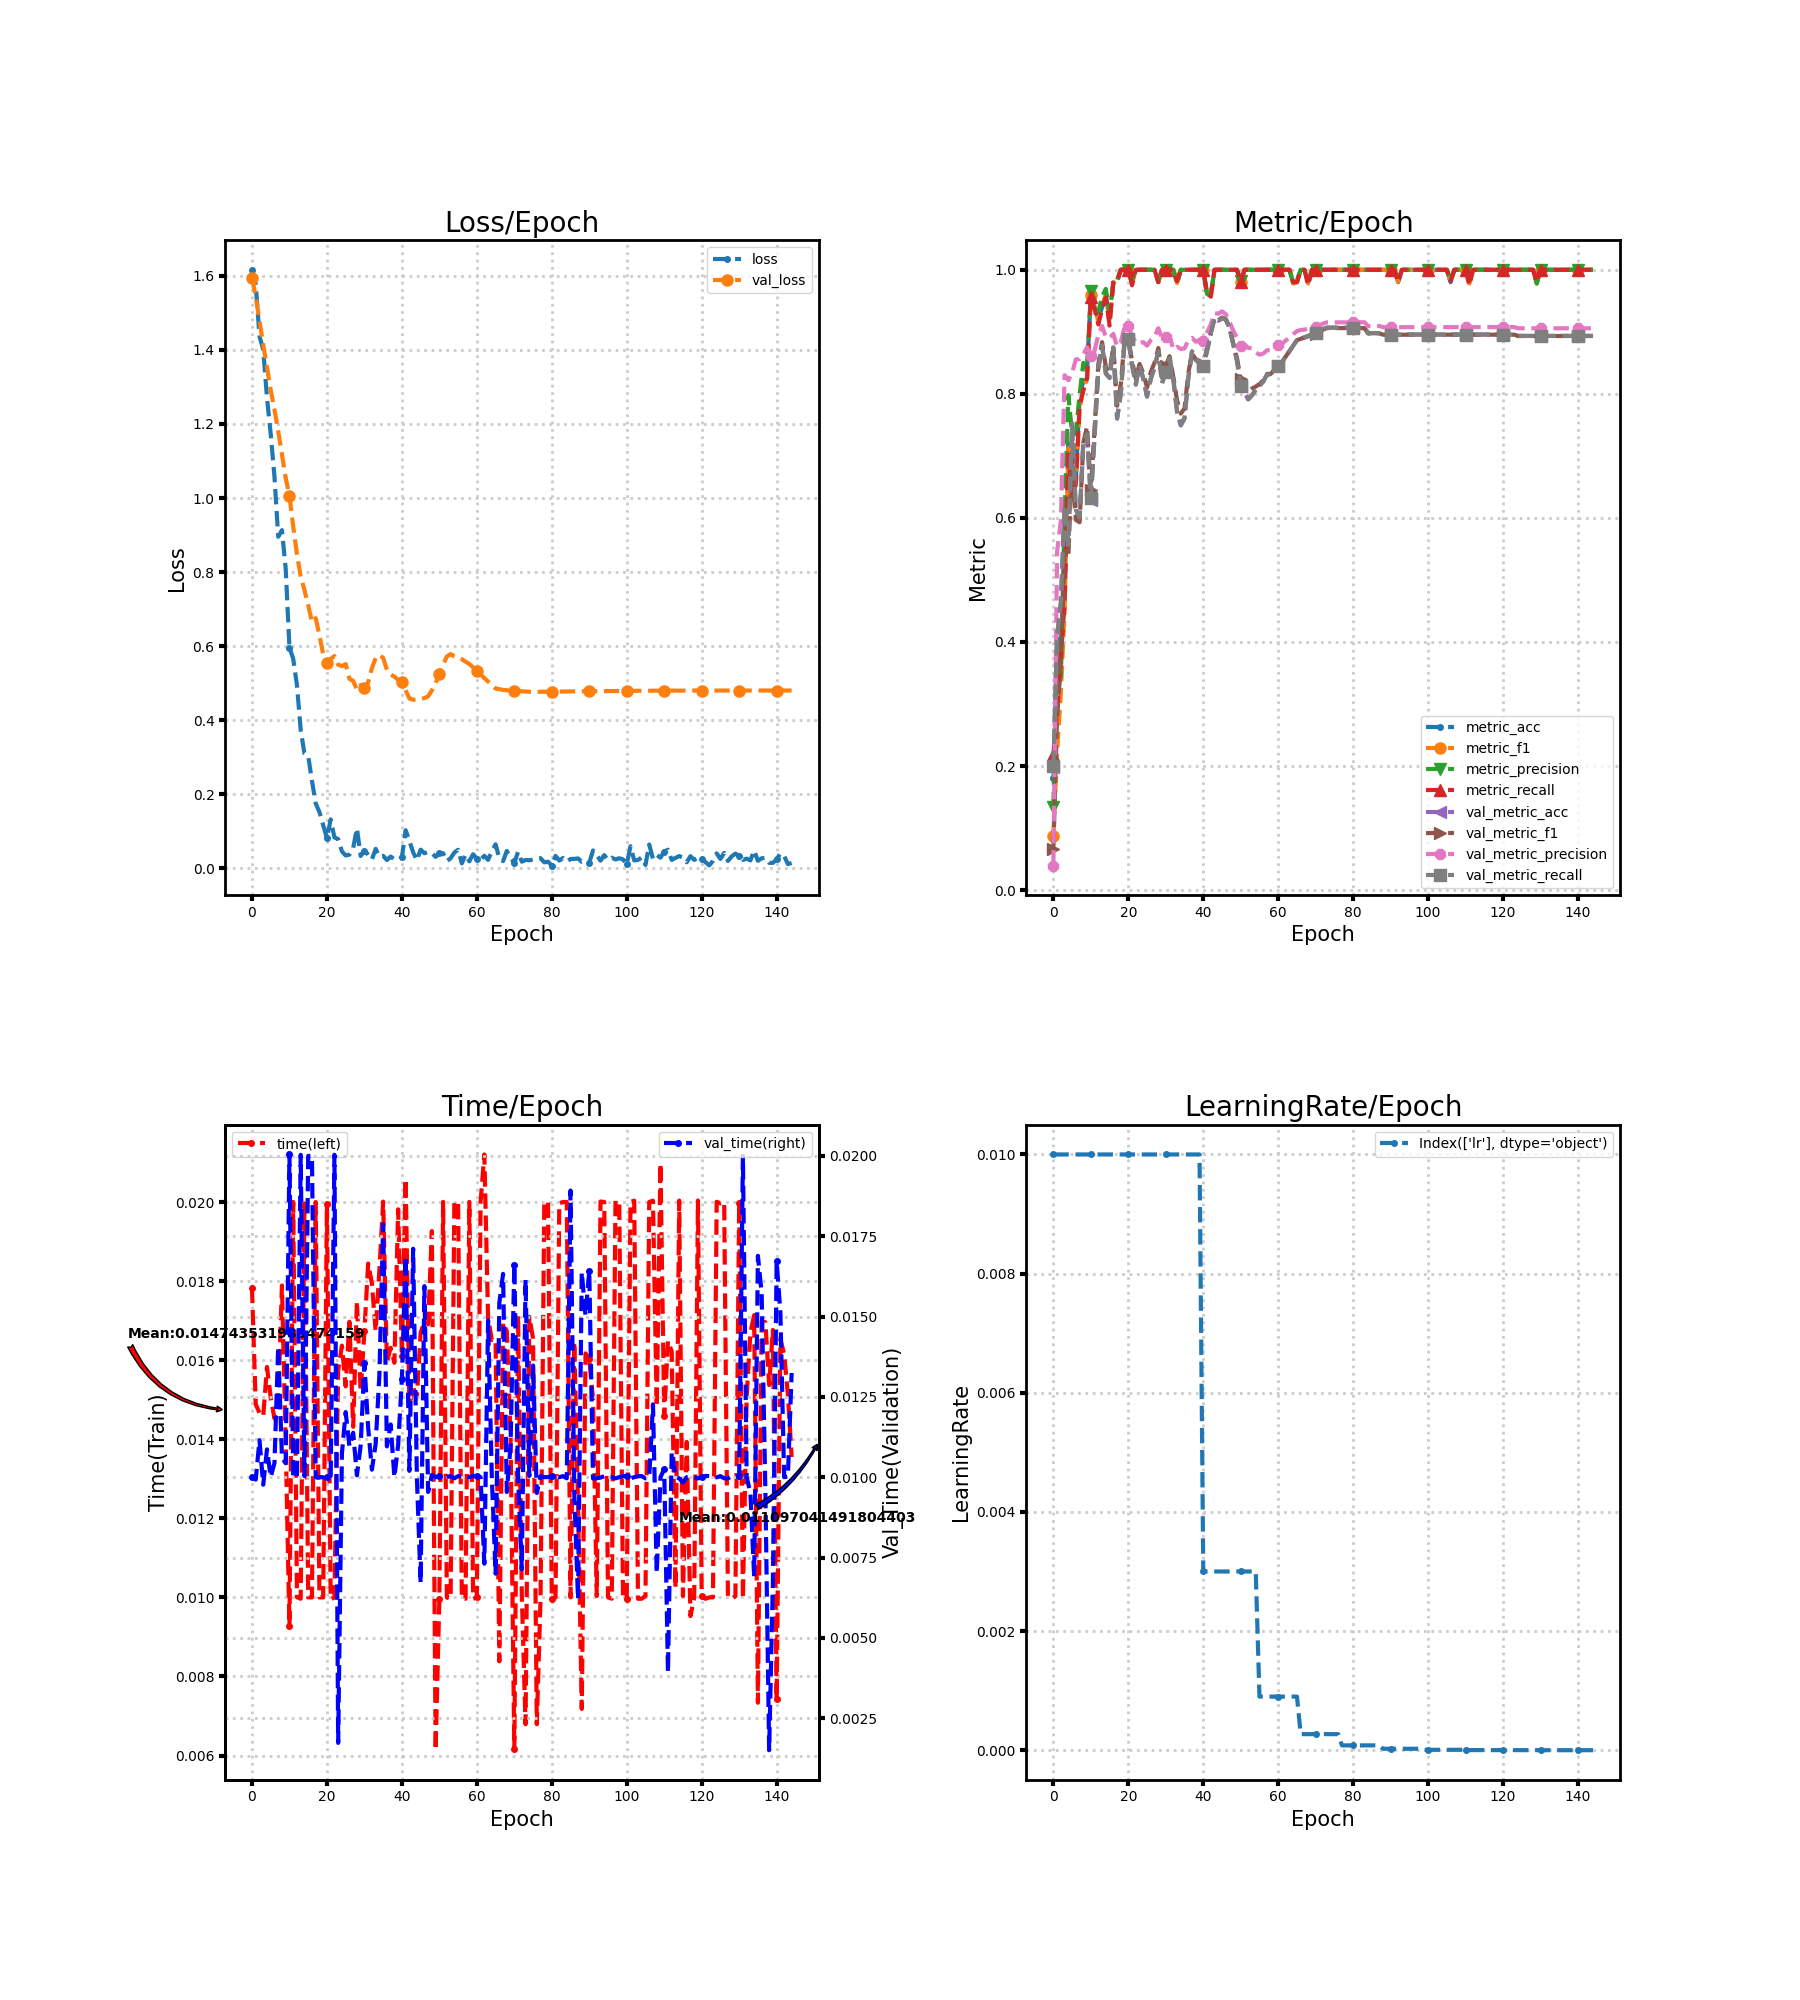 Loss/Epoch
loss
val_loss
1.6
1.4
1.2
1.0
0.8
0.6
0.4
0.2
0.0
Loss
0 20 40 60 80 100 120 140
Epoch
Metric/Epoch
1.0
0.8
0.6
0.4
0.2
0.0
Metric
metric_acc
metric_f1
metric_precision
metric_recall
val_metric_acc
val_metric_f1
val_metric_precision
val_metric_recall
0 20 40 60 80 100 120 140
Epoch
Time/Epoch
time(left)
val_time(right)
0.020
0.018
0.016
0.014
0.012
0.010
0.008
0.006
Time(Train)
0.0200
0.0175
0.0150
0.0125
0.0100
0.0075
0.0050
0.0025
Val_Time(Validation)
Mean:0.011097041491804403
0 20 40 60 80 100 120 140
Epoch
LearningRate/Epoch
Index(['lr'], dtype='object')
0.010
0.008
0.006
0.004
0.002
0.000
LearningRate
0 20 40 60 80 100 120 140
Epoch